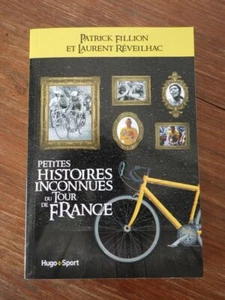 PATRICK FILLION
ET LAURENT RÉVEILHAC
PETITES
HISTOIRES
INCONNUES
DU TOUR
DE FRANCE
Hugo Sport